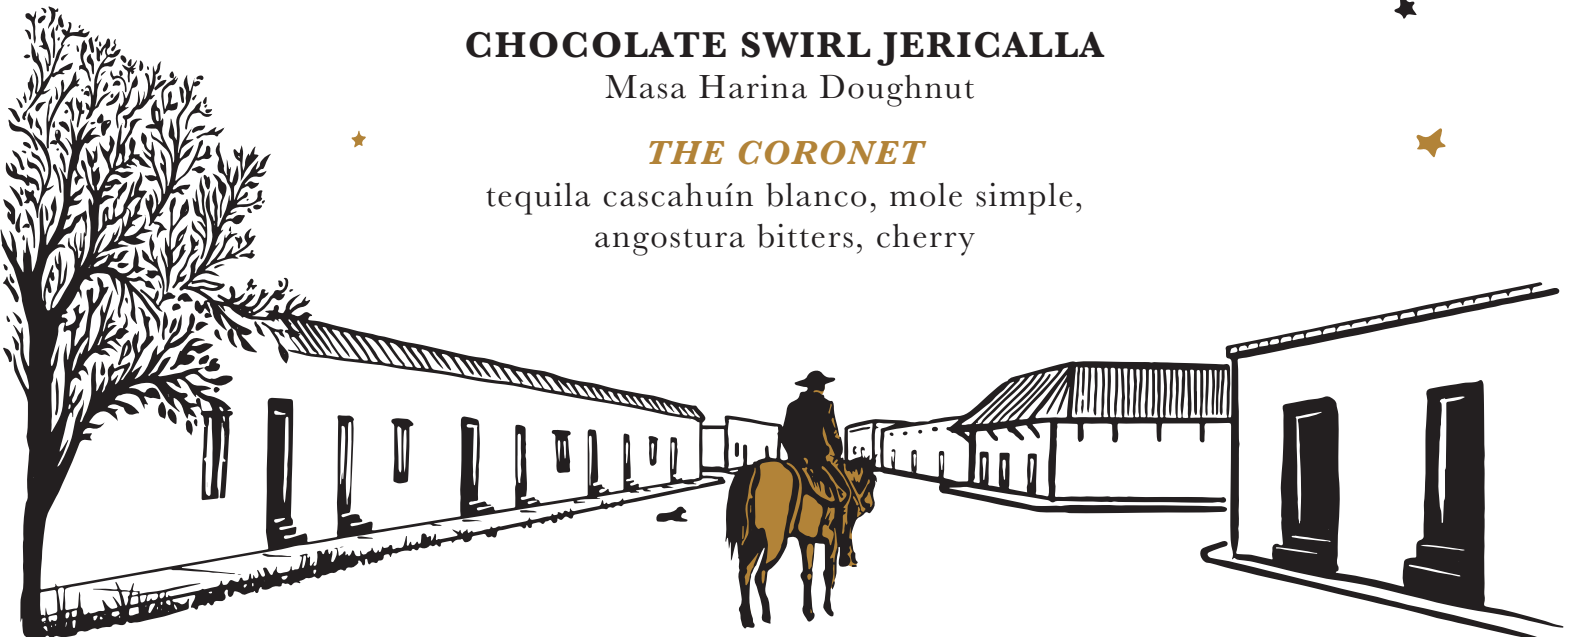 CHOCOLATE SWIRL JERICALLA
Masa Harina Doughnut
THE CORONET
tequila cascahuín blanco, mole simple,
angostura bitters, cherry